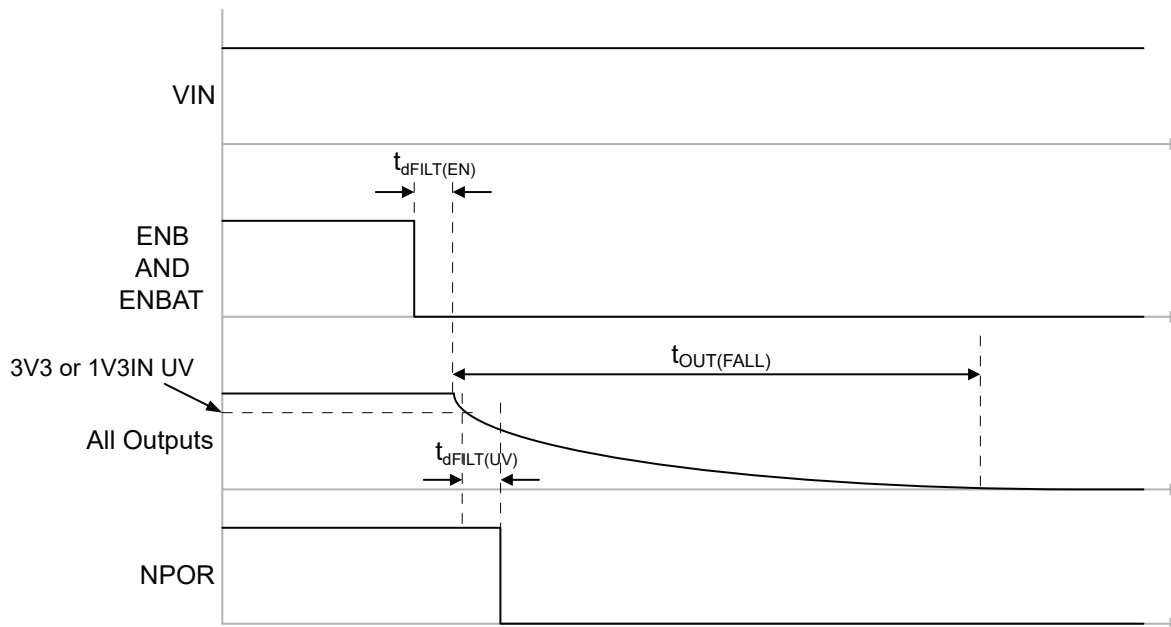 VIN
tdFILT(EN)
ENB
AND
ENBAT
3V3 or 1V3IN UV
tOUT(FALL)
All Outputs
tdFILT(UV)
NPOR